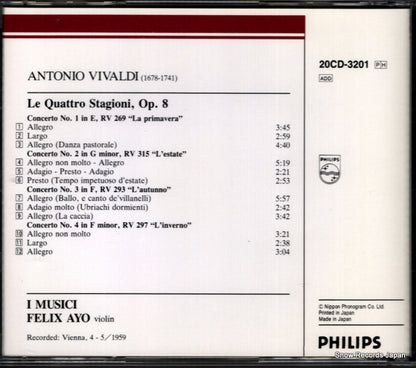 20CD-3201 PH
ADD
ANTONIO VIVALDI (1678-1741)
Le Quattro Stagioni, Op. 8
Concerto No. 1 in E, RV 269 "La primavera"
1 Allegro 3:45
2 Largo 2:59
3 Allegro (Danza pastorale) 4:40
Concerto No. 2 in G minor, RV 315 "L'estate"
4 Allegro non molto - Allegro 5:19
5 Adagio - Presto - Adagio 2:21
6 Presto (Tempo impetuoso d'estate) 2:53
Concerto No. 3 in F, RV 293 "L'autunno"
7 Allegro (Ballo, e canto de'villanelli) 5:57
8 Adagio molto (Ubriachi dormienti) 2:42
9 Allegro (La caccia) 3:42
Concerto No. 4 in F minor, RV 297 "L'inverno"
10 Allegro non molto 3:21
11 Largo 2:38
12 Allegro 3:04
PHILIPS
I MUSICI
FELIX AYO violin
Recorded: Vienna, 4 - 5/1959
© Nippon Phonogram Co. Ltd.
Printed in Japan
Made in Japan
PHILIPS
Snow Records Japan